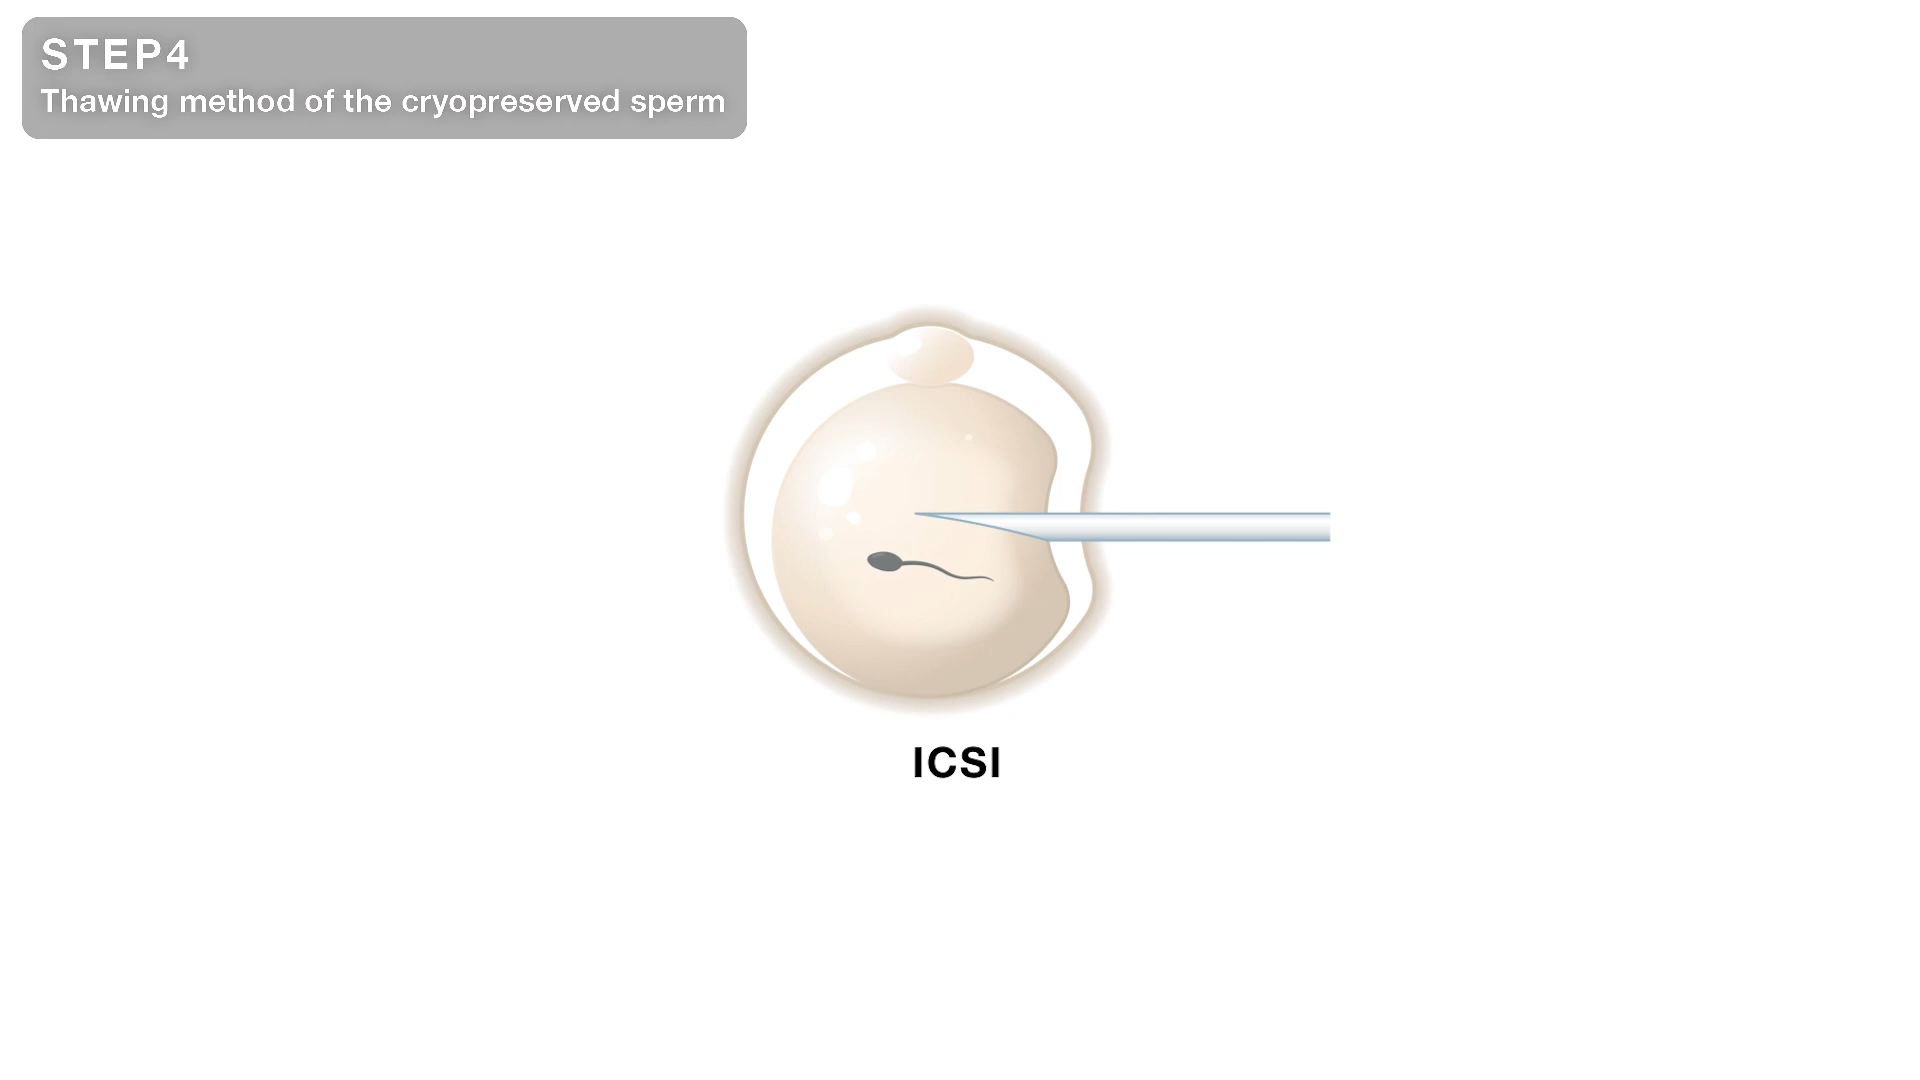 STEP4
Thawing method of the cryopreserved sperm
ICSI